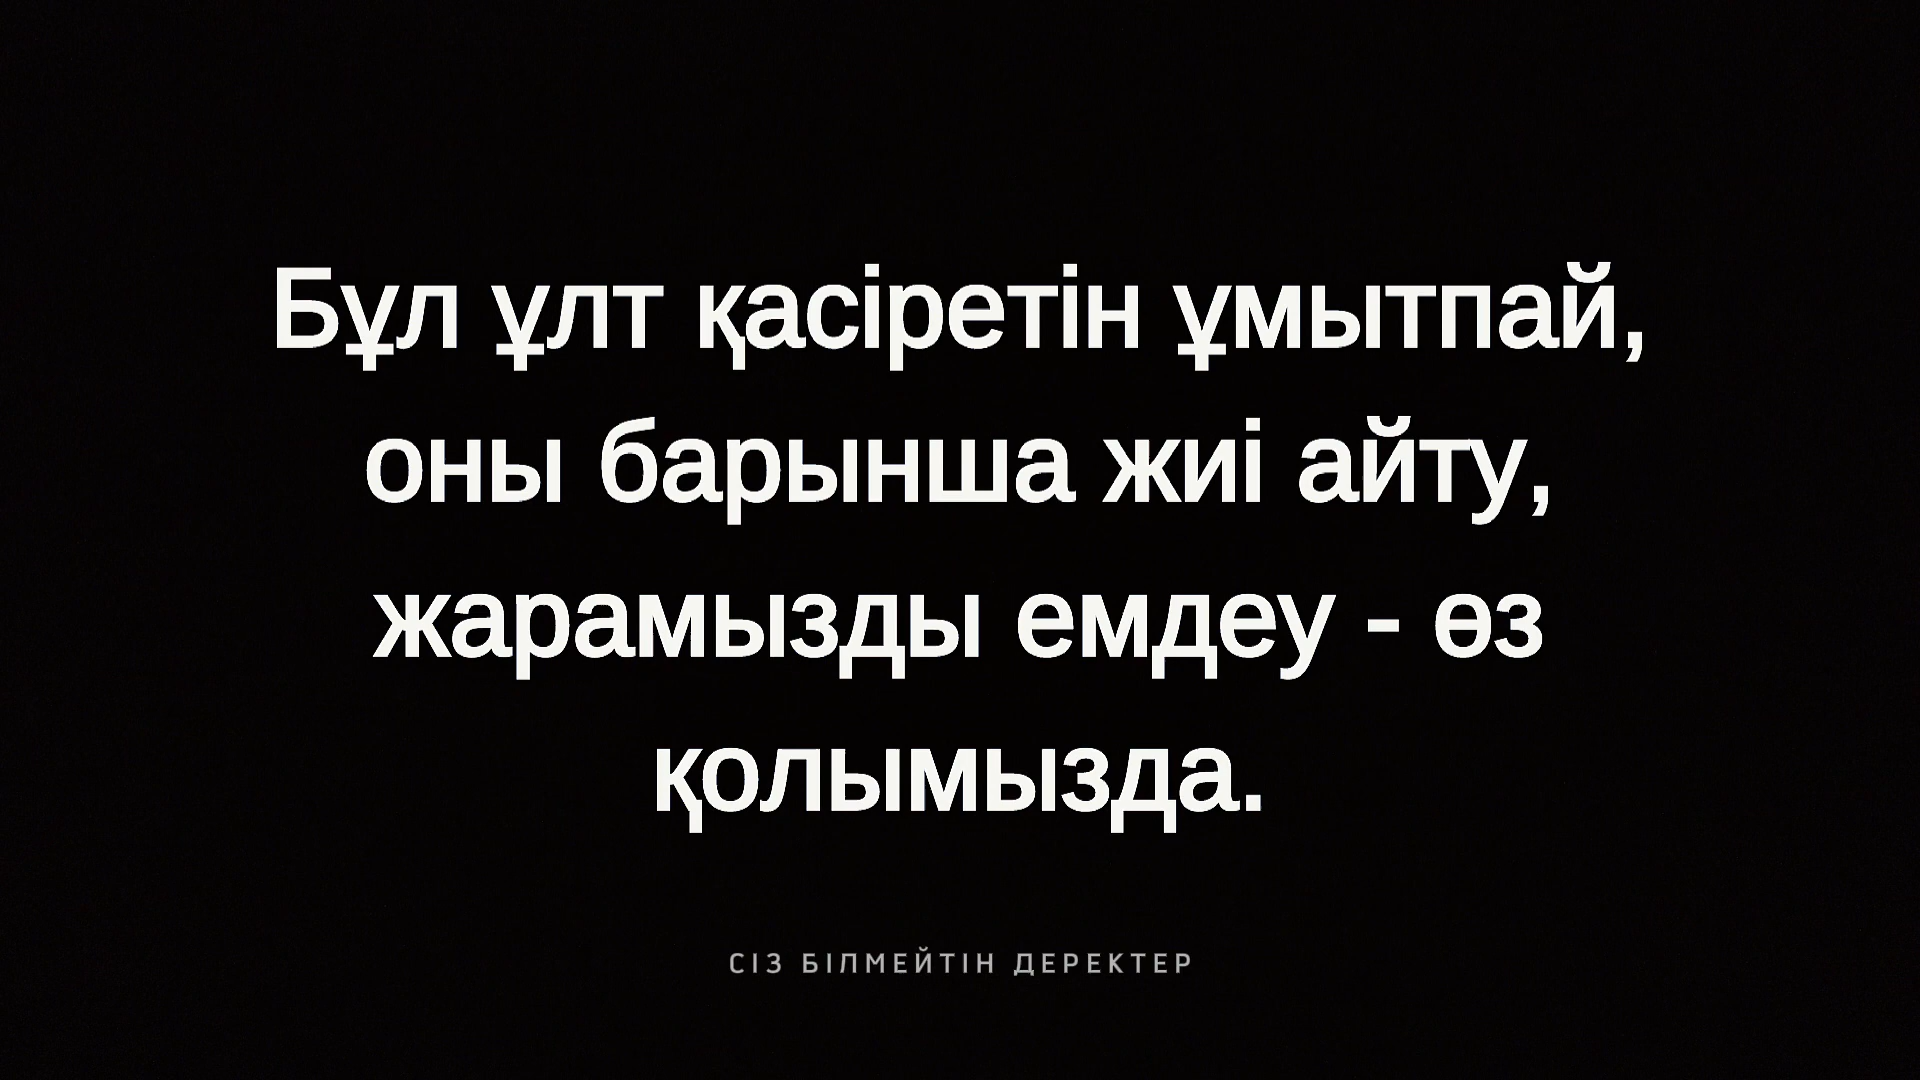 Бұл ұлт қасіретін ұмытпай,
оны барынша жиі айту,
жарамызды емдеу - өз
қолымызда.
СІЗ БІЛМЕЙТІН ДЕРЕКТЕР